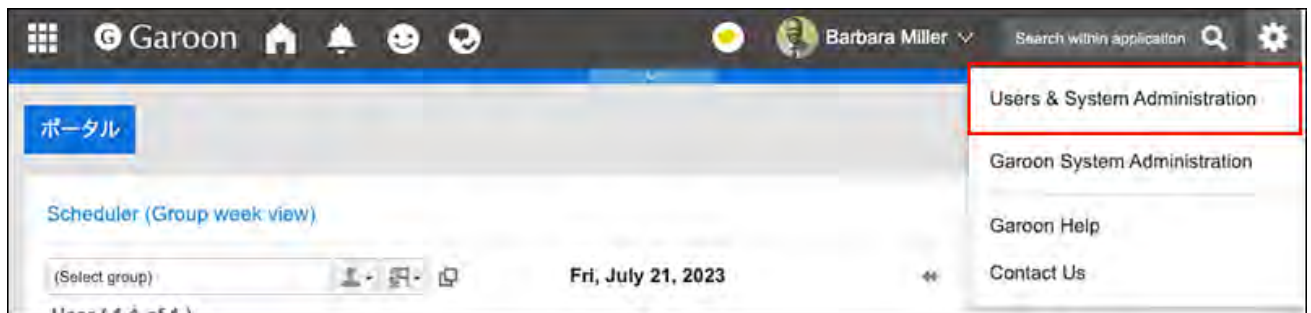 G Garoon
Barbara Miller
Search within application
Users & System Administration
ポータル
Garoon System Administration
Scheduler (Group week view)
Garoon Help
(Select group)
Fri, July 21, 2023
Contact Us